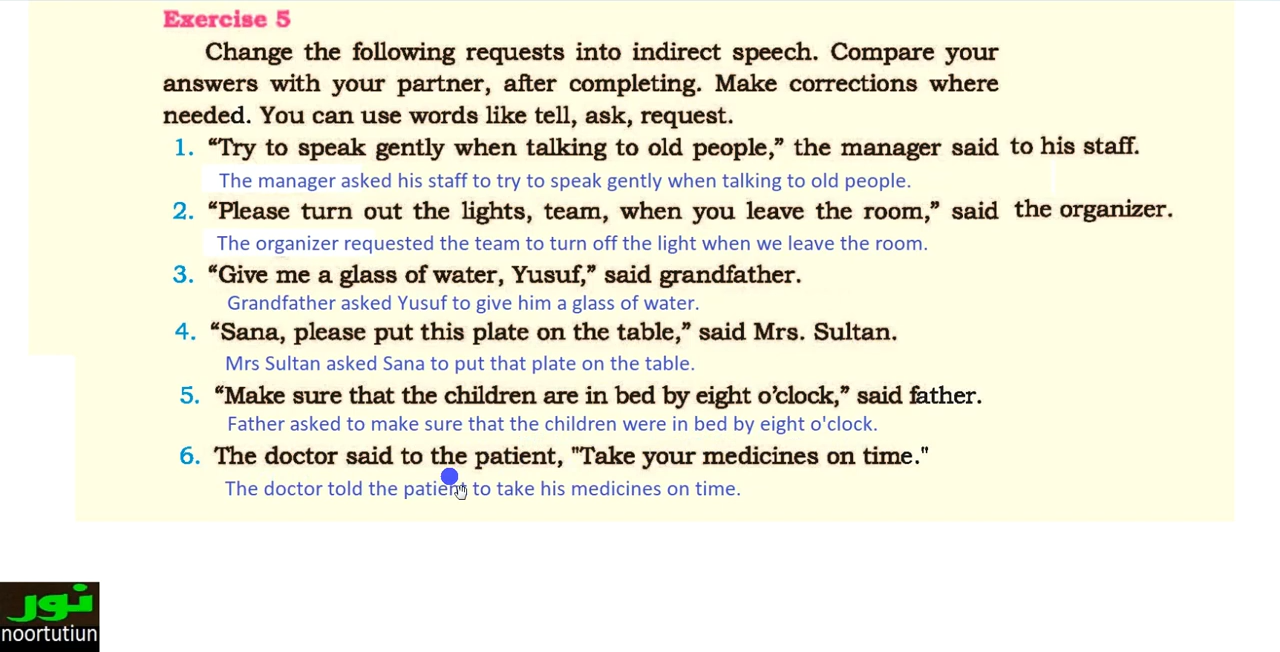 Exercise 5
Change the following requests into indirect speech. Compare your
answers with your partner, after completing. Make corrections where
needed. You can use words like tell, ask, request.
1. “Try to speak gently when talking to old people,” the manager said to his staff.
The manager asked his staff to try to speak gently when talking to old people.
2. “Please turn out the lights, team, when you leave the room,” said the organizer.
The organizer requested the team to turn off the light when we leave the room.
3. “Give me a glass of water, Yusuf,” said grandfather.
Grandfather asked Yusuf to give him a glass of water.
4. “Sana, please put this plate on the table,” said Mrs. Sultan.
Mrs Sultan asked Sana to put that plate on the table.
5. “Make sure that the children are in bed by eight o’clock,” said father.
Father asked to make sure that the children were in bed by eight o'clock.
6. The doctor said to the patient, "Take your medicines on time."
The doctor told the patient to take his medicines on time.
نور
noortutiun